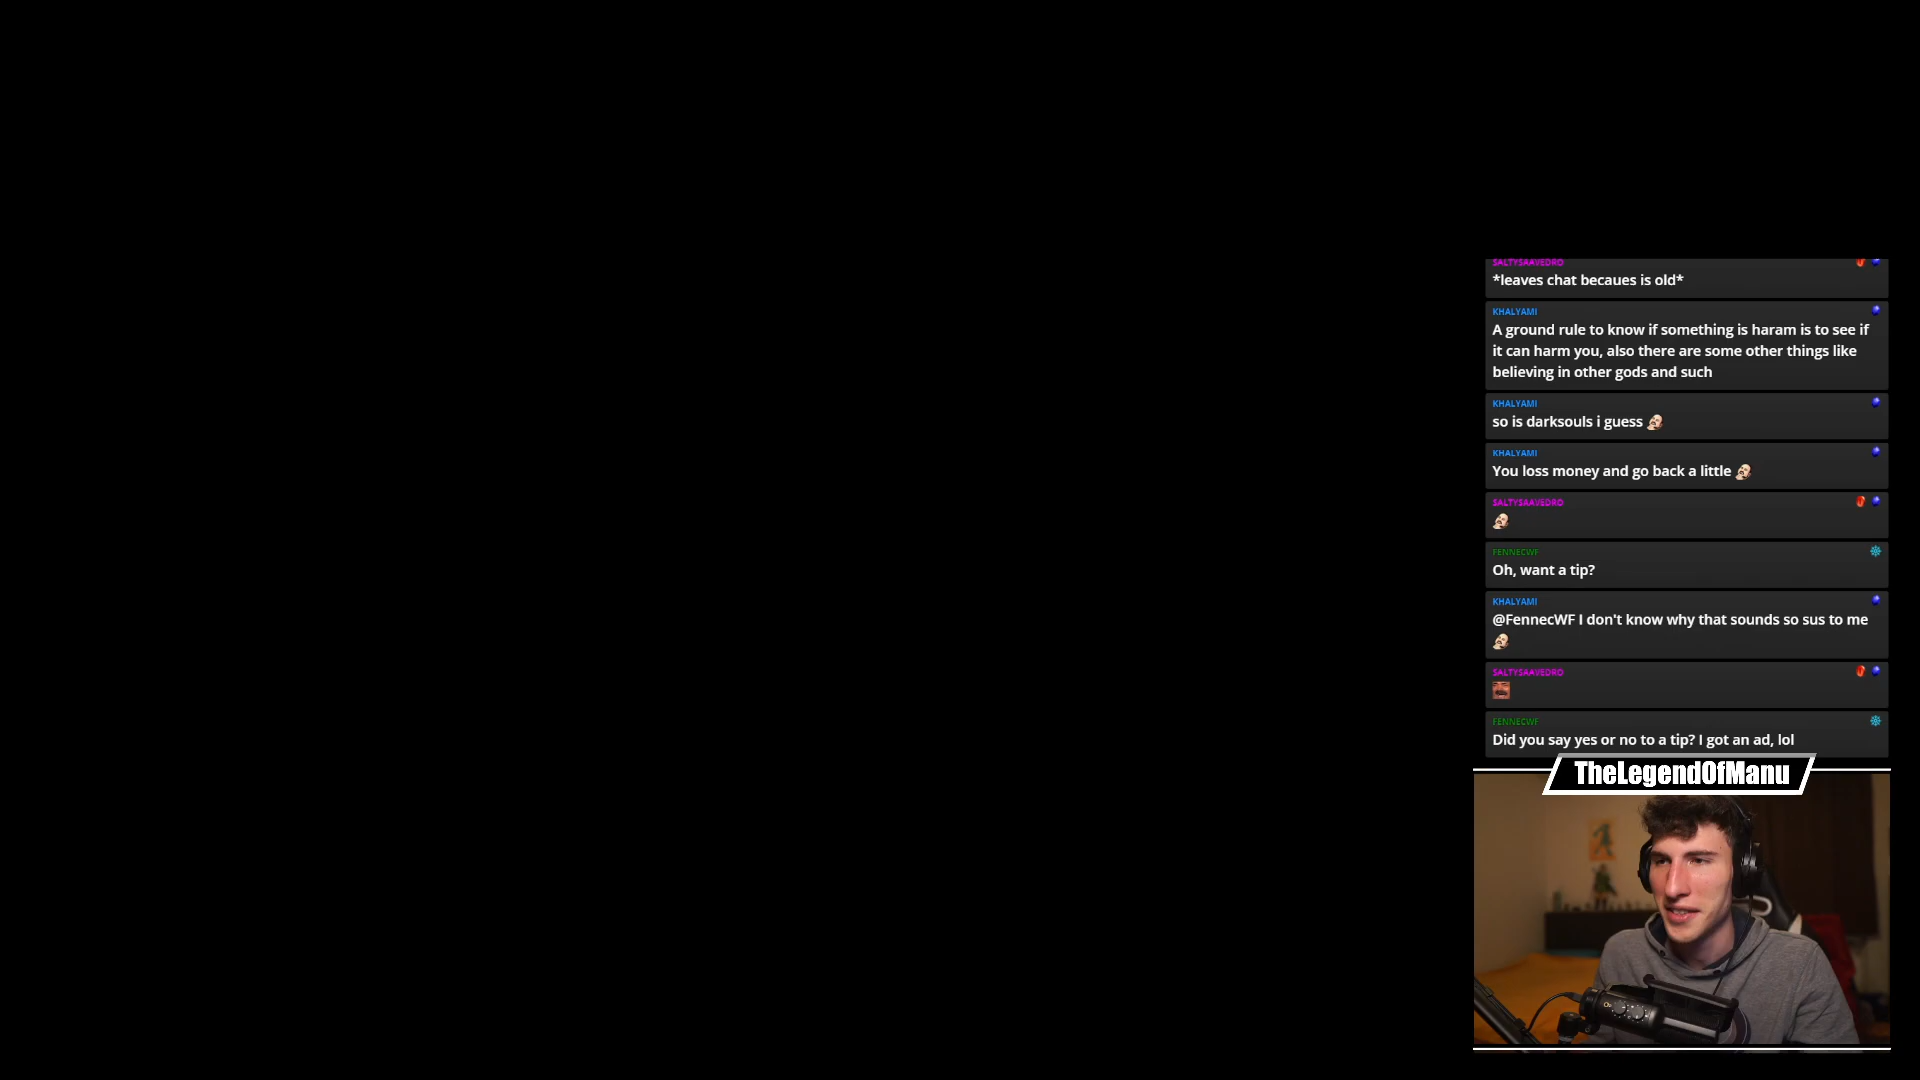 SALTYSAAVEDRO
*leaves chat becaues is old*
KHALYAMI
A ground rule to know if something is haram is to see if
it can harm you, also there are some other things like
believing in other gods and such
KHALYAMI
so is darksouls i guess
KHALYAMI
You loss money and go back a little
SALTYSAAVEDRO
FENNECWF
Oh, want a tip?
KHALYAMI
@FennecWF I don't know why that sounds so sus to me
SALTYSAAVEDRO
FENNECWF
Did you say yes or no to a tip? I got an ad, lol
TheLegendOfManu